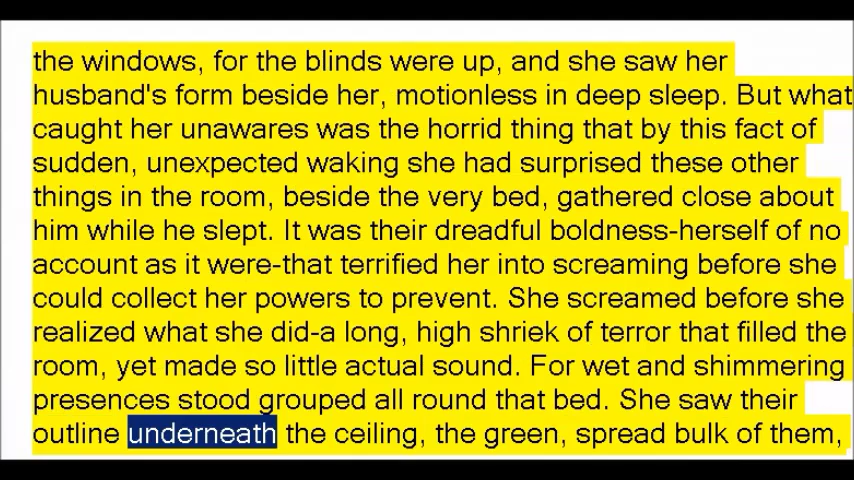 the windows, for the blinds were up, and she saw her
husband's form beside her, motionless in deep sleep. But what
caught her unawares was the horrid thing that by this fact of
sudden, unexpected waking she had surprised these other
things in the room, beside the very bed, gathered close about
him while he slept. It was their dreadful boldness-herself of no
account as it were-that terrified her into screaming before she
could collect her powers to prevent. She screamed before she
realized what she did-a long, high shriek of terror that filled the
room, yet made so little actual sound. For wet and shimmering
presences stood grouped all round that bed. She saw their
outline underneath the ceiling, the green, spread bulk of them,